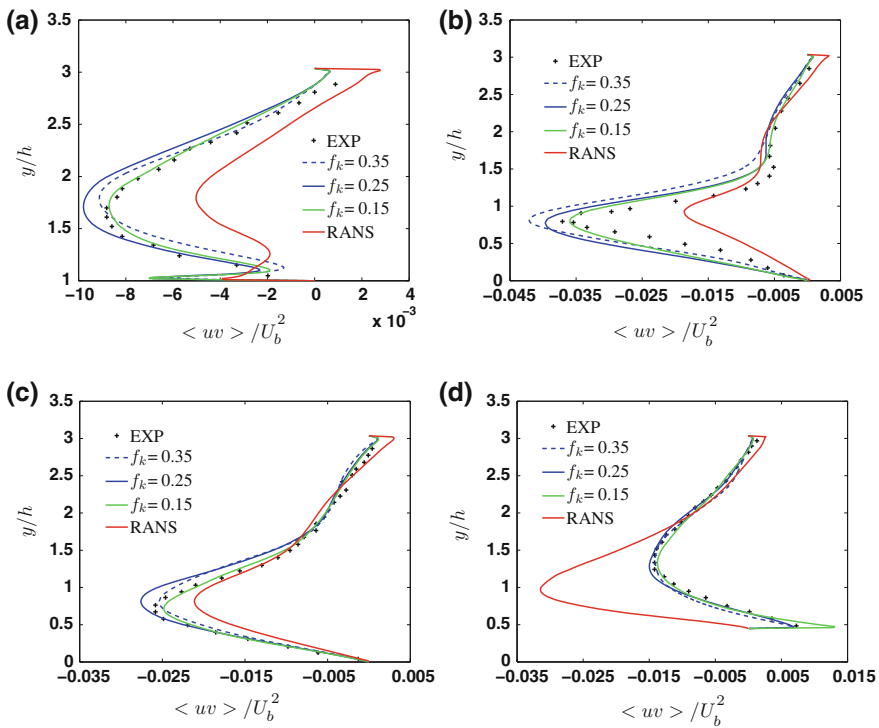 (a)
3.5
3
2.5
2
1.5
1
y/h
EXP
f_k= 0.35
f_k= 0.25
f_k= 0.15
RANS
−10 −8 −6 −4 −2 0 2 4
x 10⁻³
< uv > /U_b^2
(b)
3.5
3
2.5
2
1.5
1
0.5
0
y/h
EXP
f_k= 0.35
f_k= 0.25
f_k= 0.15
RANS
−0.045 −0.035 −0.025 −0.015 −0.005 0.005
< uv > /U_b^2
(c)
3.5
3
2.5
2
1.5
1
0.5
0
y/h
EXP
f_k= 0.35
f_k= 0.25
f_k= 0.15
RANS
−0.035 −0.025 −0.015 −0.005 0.005
< uv > /U_b^2
(d)
3.5
3
2.5
2
1.5
1
0.5
0
y/h
EXP
f_k= 0.35
f_k= 0.25
f_k= 0.15
RANS
−0.035 −0.025 −0.015 −0.005 0.005 0.015
< uv > /U_b^2